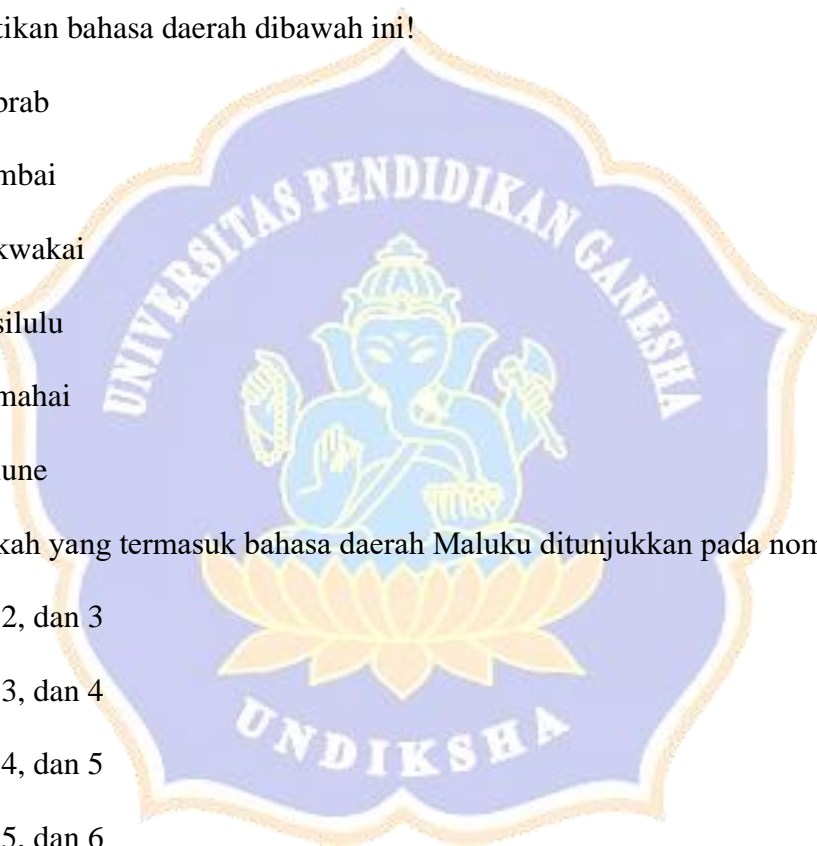 tikan bahasa daerah dibawah ini!
orab
mbai
kwakai
silulu
mahai
une
kah yang termasuk bahasa daerah Maluku ditunjukkan pada nom
2, dan 3
3, dan 4
4, dan 5
5, dan 6
UNIVERSITAS PENDIDIKAN GANESHA
UNDIKSHA